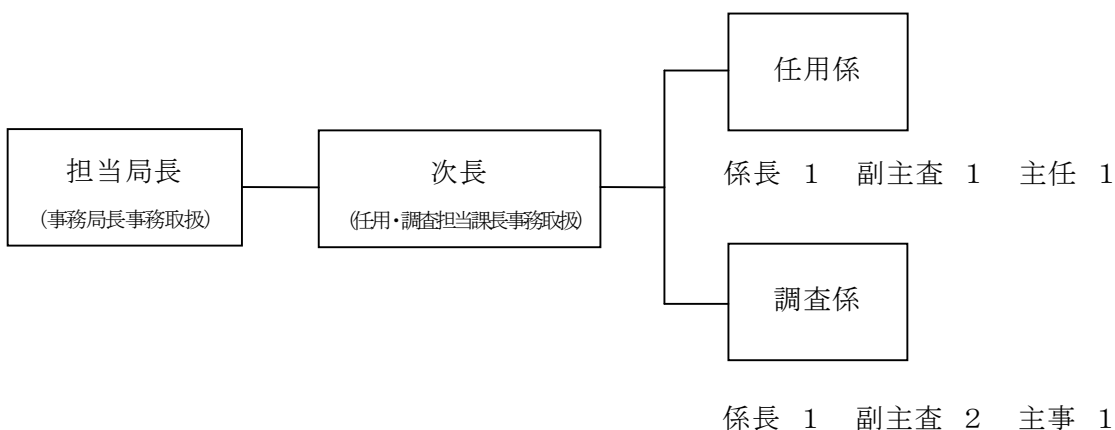 担当局長
(事務局長事務取扱)
次長
(任用・調査担当課長事務取扱)
任用係
係長 1 副主査 1 主任 1
調査係
係長 1 副主査 2 主事 1